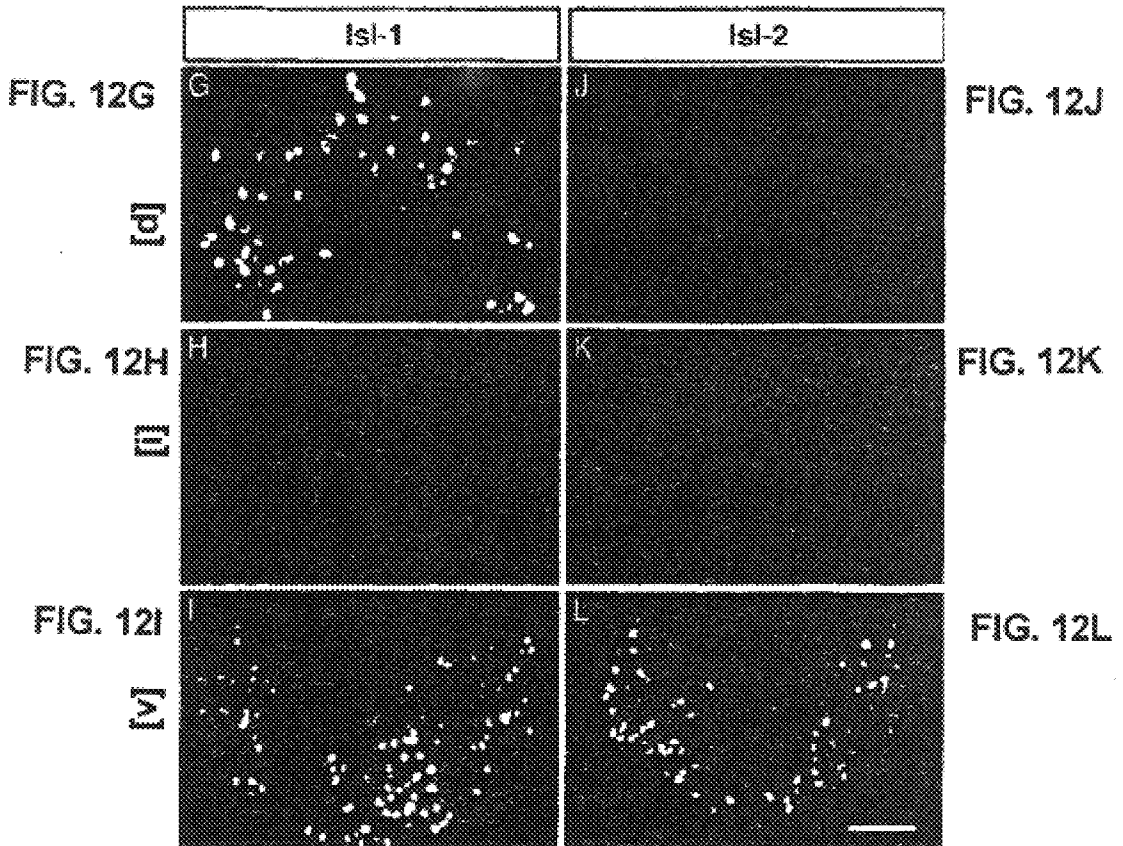 Isl-1
Isl-2
FIG. 12G
G
J
FIG. 12J
[d]
FIG. 12H
H
K
FIG. 12K
[i]
FIG. 12I
I
L
FIG. 12L
[v]